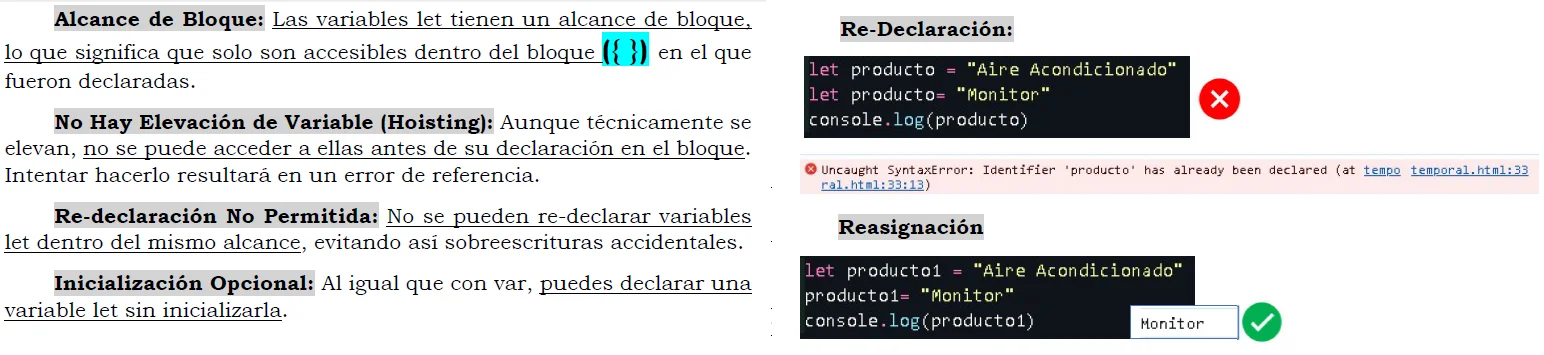 Alcance de Bloque: Las variables let tienen un alcance de bloque,
lo que significa que solo son accesibles dentro del bloque ({ }) en el que
fueron declaradas.
No Hay Elevación de Variable (Hoisting): Aunque técnicamente se
elevan, no se puede acceder a ellas antes de su declaración en el bloque.
Intentar hacerlo resultará en un error de referencia.
Re-declaración No Permitida: No se pueden re-declarar variables
let dentro del mismo alcance, evitando así sobreescrituras accidentales.
Inicialización Opcional: Al igual que con var, puedes declarar una
variable let sin inicializarla.
Re-Declaración:
let producto = "Aire Acondicionado"
let producto= "Monitor"
console.log(producto)
Uncaught SyntaxError: Identifier 'producto' has already been declared (at tempo temporal.html:33
ral.html:33:13)
Reasignación
let producto1 = "Aire Acondicionado"
producto1= "Monitor"
console.log(producto1)
Monitor